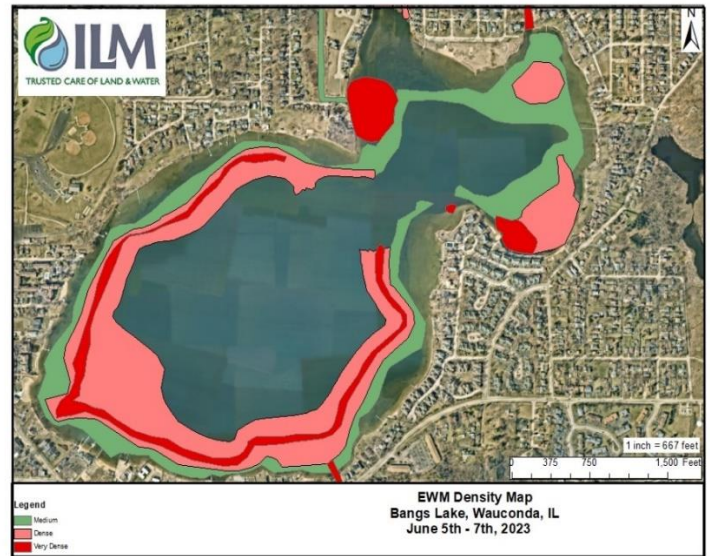 ILM
TRUSTED CARE OF LAND & WATER
N
1 inch = 667 feet
0 375 750 1,500 Feet
Legend
Medium
Dense
Very Dense
EWM Density Map
Bangs Lake, Wauconda, IL
June 5th - 7th, 2023